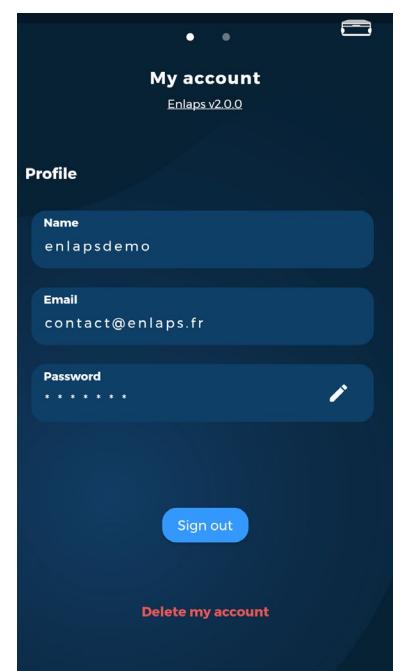 My account
Enlaps v2.0.0
Profile
Name
enlapsdemo
Email
contact@enlaps.fr
Password
* * * * * * *
Sign out
Delete my account